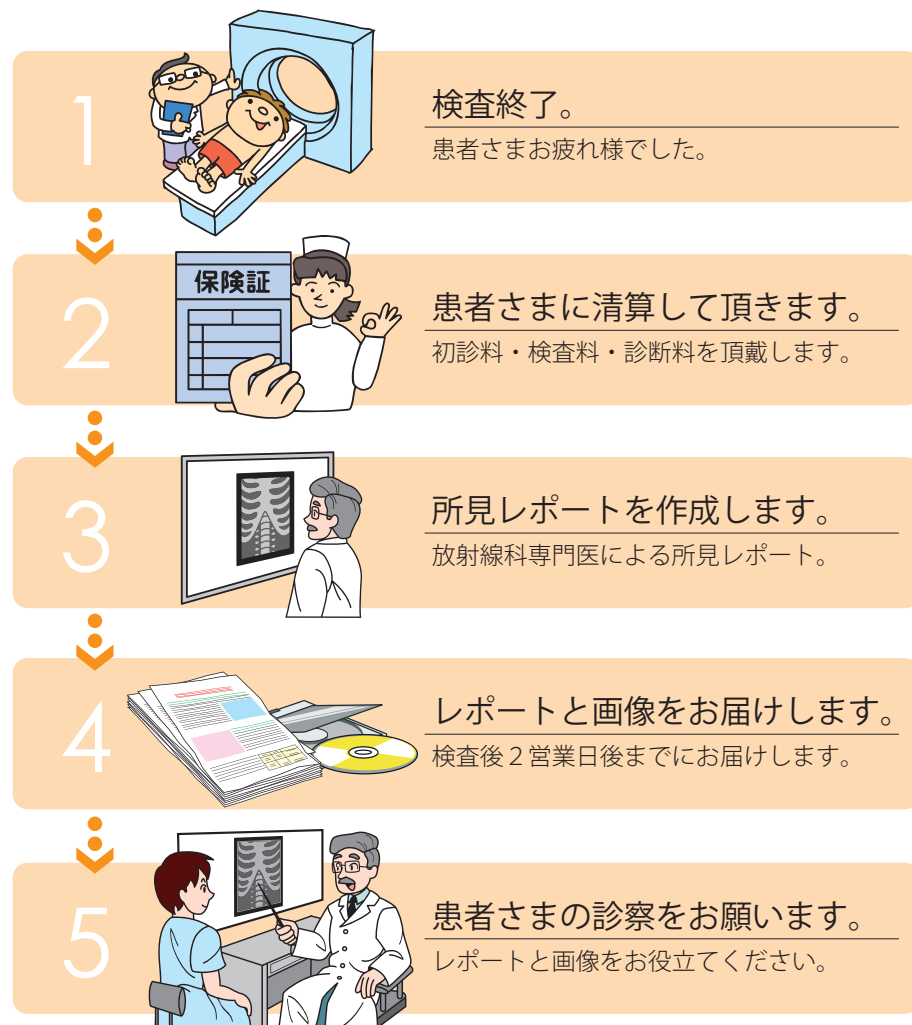 1
検査終了。
患者さまお疲れ様でした。
保険証
2
患者さまに清算して頂きます。
初診料・検査料・診断料を頂戴します。
3
所見レポートを作成します。
放射線科専門医による所見レポート。
4
レポートと画像をお届けします。
検査後2営業日後までにお届けします。
5
患者さまの診察をお願います。
レポートと画像をお役立てください。